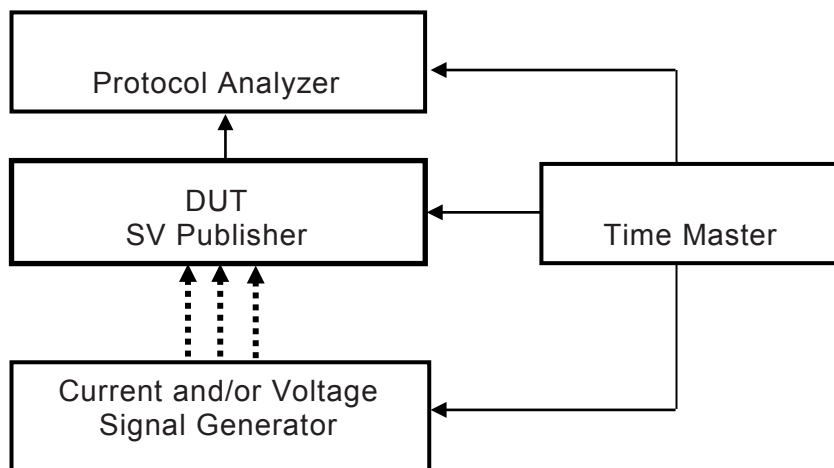 Protocol Analyzer
DUT
SV Publisher
Time Master
Current and/or Voltage
Signal Generator